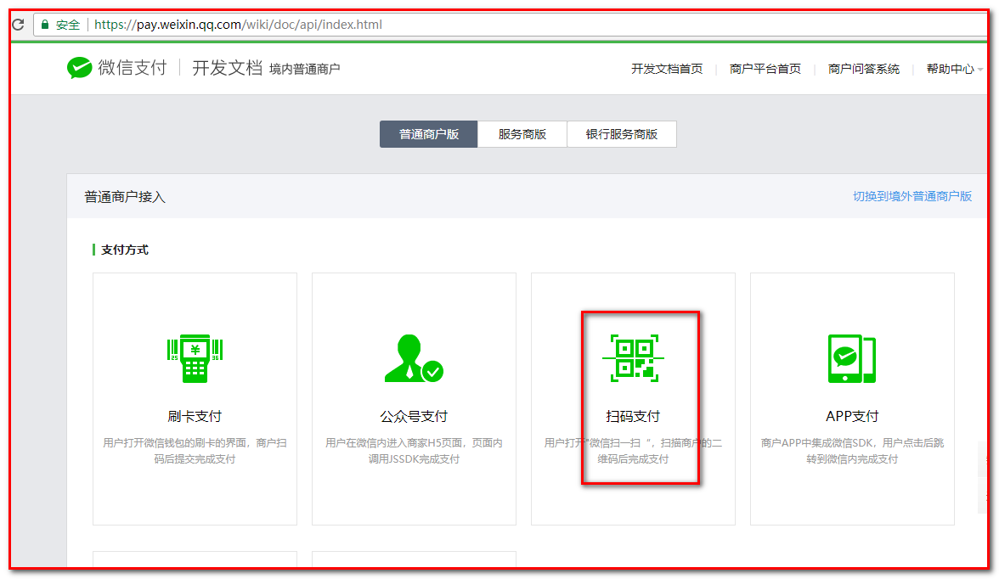 安全 https://pay.weixin.qq.com/wiki/doc/api/index.html
微信支付 开发文档 境内普通商户 开发文档首页 商户平台首页 商户问答系统 帮助中心
普通商户版 服务商版 银行服务商版
普通商户接入 切换到境外普通商户版
支付方式
¥
25 36
刷卡支付
用户打开微信钱包的刷卡的界面，商户扫
码后提交完成支付
公众号支付
用户在微信内进入商家H5页面，页面内
调用JSSDK完成支付
扫码支付
用户打开"微信扫一扫“，扫描商户的二
维码后完成支付
APP支付
商户APP中集成微信SDK，用户点击后跳
转到微信内完成支付